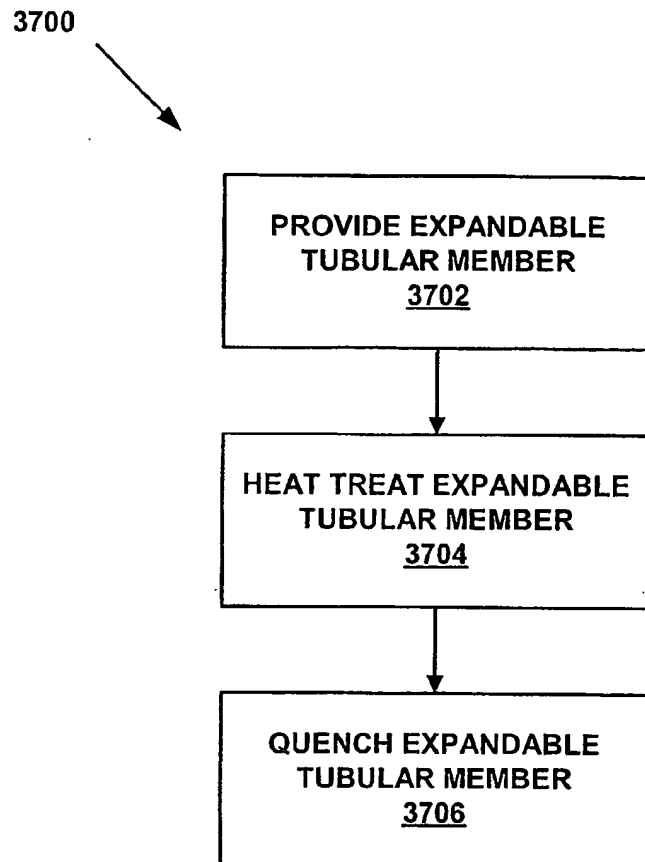 3700
PROVIDE EXPANDABLE
TUBULAR MEMBER
3702
HEAT TREAT EXPANDABLE
TUBULAR MEMBER
3704
QUENCH EXPANDABLE
TUBULAR MEMBER
3706